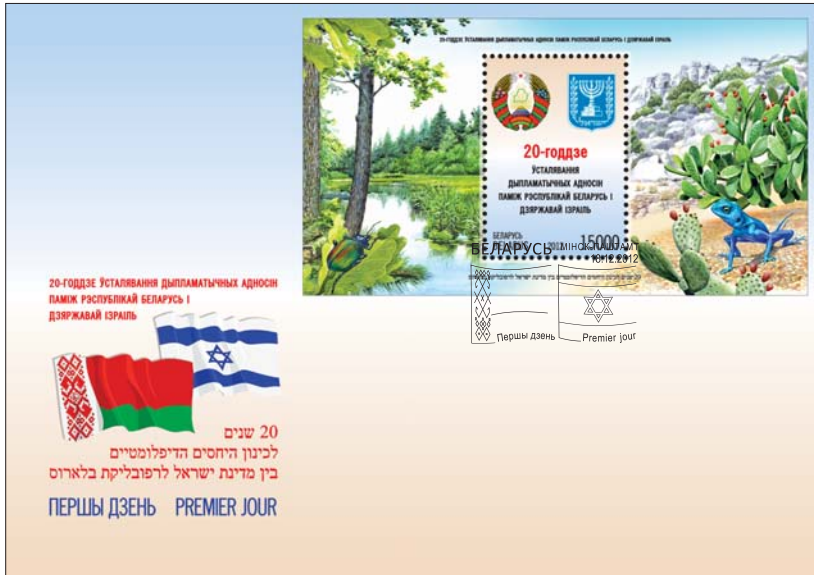 20-ГОДДЗЕ ЎСТАЛЯВАННЯ ДЫПЛАМАТЫЧНЫХ АДНОСІН ПАМІЖ РЭСПУБЛІКАЙ БЕЛАРУСЬ І ДЗЯРЖАВАЙ ІЗРАІЛЬ
20-годдзе
ЎСТАЛЯВАННЯ
ДЫПЛАМАТЫЧНЫХ АДНОСІН
ПАМІЖ РЭСПУБЛІКАЙ БЕЛАРУСЬ І
ДЗЯРЖАВАЙ ІЗРАІЛЬ
БЕЛАРУСЬ
BELARUS 2012 15000
БЕЛАРУСЬ МІНСК ПАШТАМТ
18.12.2012
Першы дзень Premier jour
20-ГОДДЗЕ ЎСТАЛЯВАННЯ ДЫПЛАМАТЫЧНЫХ АДНОСІН
ПАМІЖ РЭСПУБЛІКАЙ БЕЛАРУСЬ І
ДЗЯРЖАВАЙ ІЗРАІЛЬ
20 שנים
לכינון היחסים הדיפלומטיים
בין מדינת ישראל לרפובליקת בלארוס
ПЕРШЫ ДЗЕНЬ PREMIER JOUR